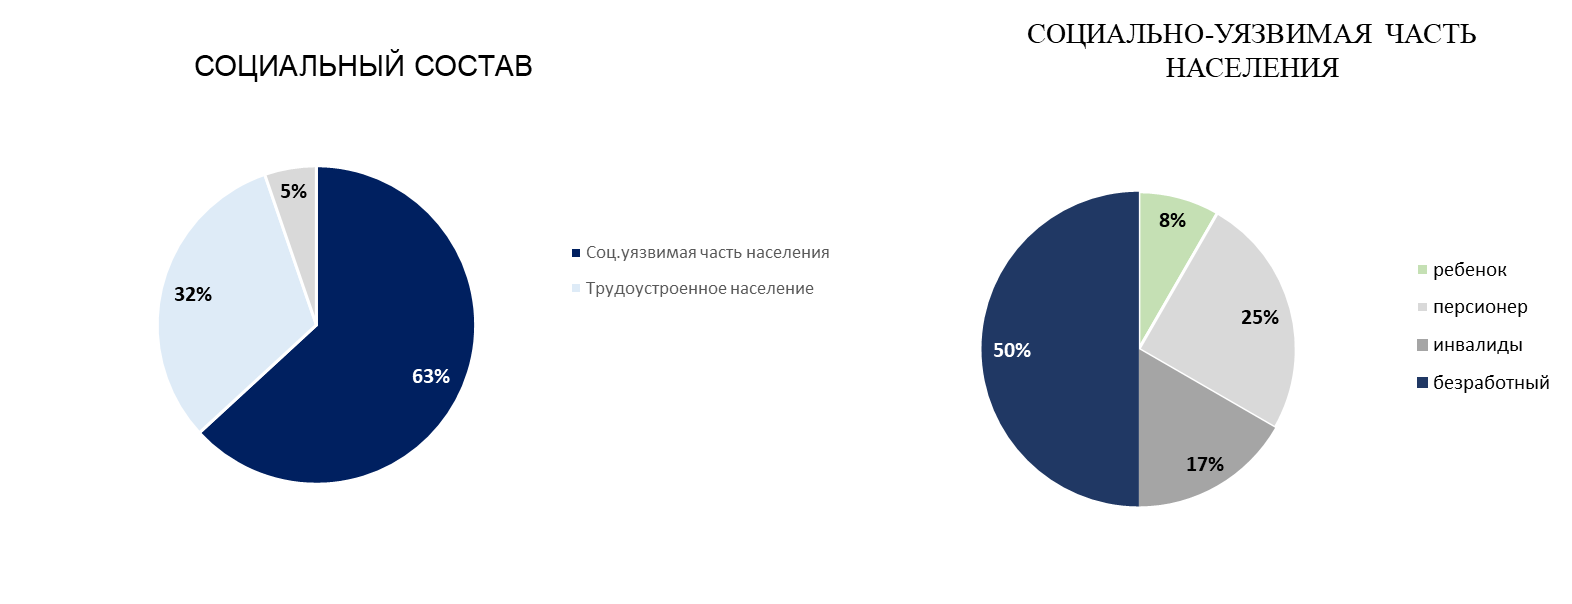 СОЦИАЛЬНЫЙ СОСТАВ
5%
32%
63%
Соц.уязвимая часть населения
Трудоустроенное население
СОЦИАЛЬНО-УЯЗВИМАЯ ЧАСТЬ
НАСЕЛЕНИЯ
8%
25%
50%
17%
ребенок
персионер
инвалиды
безработный